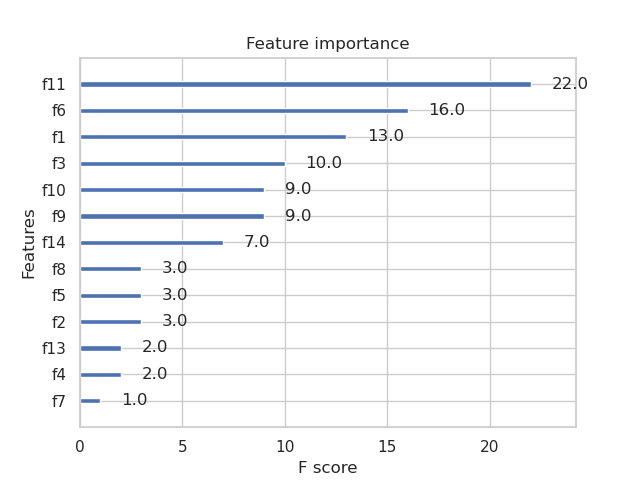 Feature importance
f11 22.0
f6 16.0
f1 13.0
f3 10.0
f10 9.0
f9 9.0
f14 7.0
f8 3.0
f5 3.0
f2 3.0
f13 2.0
f4 2.0
f7 1.0
Features
0 5 10 15 20
F score